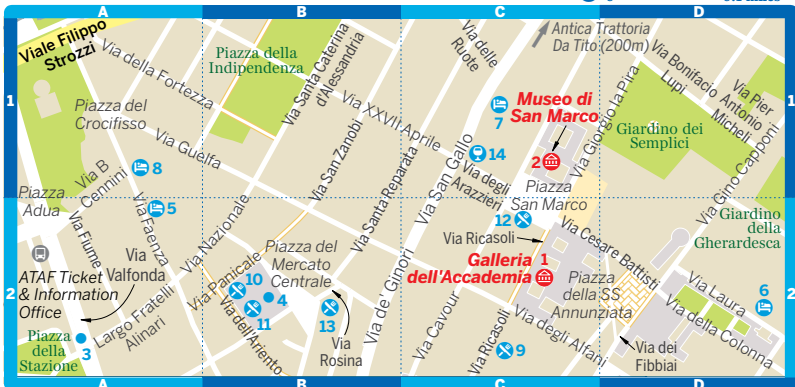 A
B
C
D
Viale Filippo
Strozzi
Via della Fortezza
Piazza della
Indipendenza
Via Santa Caterina
d'Alessandria
Via delle
Ruote
Antica Trattoria
Da Tito (200m)
Via Bonifacio
Lupi
Via Pier
Antonio
Micheli
1
1
Piazza del
Crocifisso
Via XXVII Aprile
7
Museo di
San Marco
Via Giorgio la Pira
Giardino dei
Semplici
Via Guelfa
Via San Zanobi
Via San Gallo
14
2
Via B
Cennini
8
Via degli
Arazzieri
Piazza
San Marco
Via Gino Capponi
Piazza
Adua
5
Via Faenza
Via Nazionale
Via Santa Reparata
12
Via Fiume
Via Ricasoli
Via Cesare Battisti
Giardino
della
Gherardesca
Via
Valfonda
Piazza del
Mercato
Centrale
Galleria
dell'Accademia
1
ATAF Ticket
& Information
Office
Via Panicale
10
4
11
13
Via de' Ginori
Piazza
della SS
Annunziata
Via Laura
6
2
2
Largo Fratelli
Alinari
Via dell'Ariento
Via
Rosina
Via Cavour
Via Ricasoli
9
Via degli Alfani
Via dei
Fibbiai
Via della Colonna
Piazza
della
Stazione
3
A
B
C
D